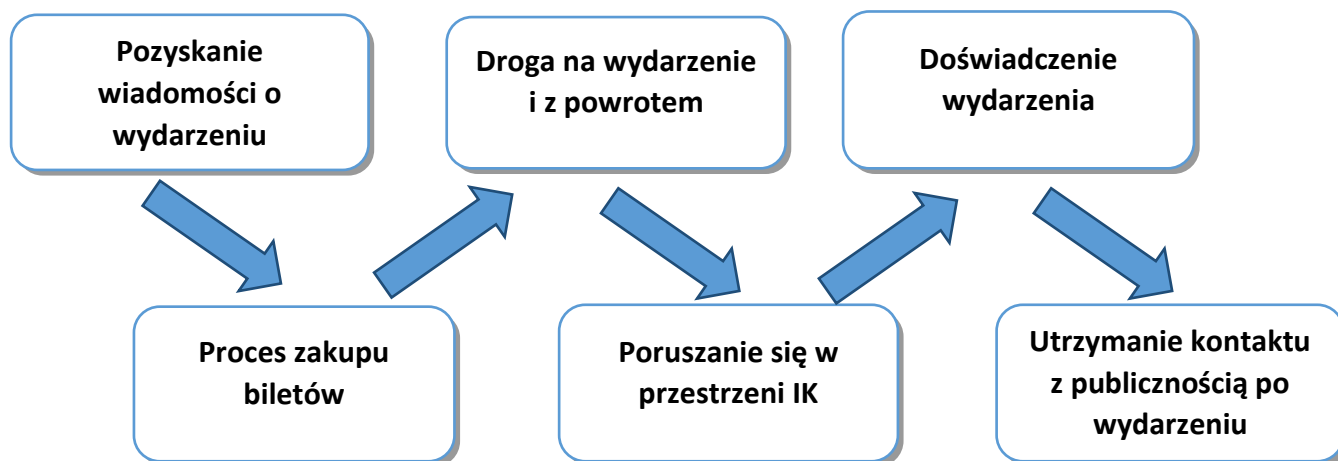 Pozyskanie
wiadomości o
wydarzeniu
Proces zakupu
biletów
Droga na wydarzenie
i z powrotem
Poruszanie się w
przestrzeni IK
Doświadczenie
wydarzenia
Utrzymanie kontaktu
z publicznością po
wydarzeniu